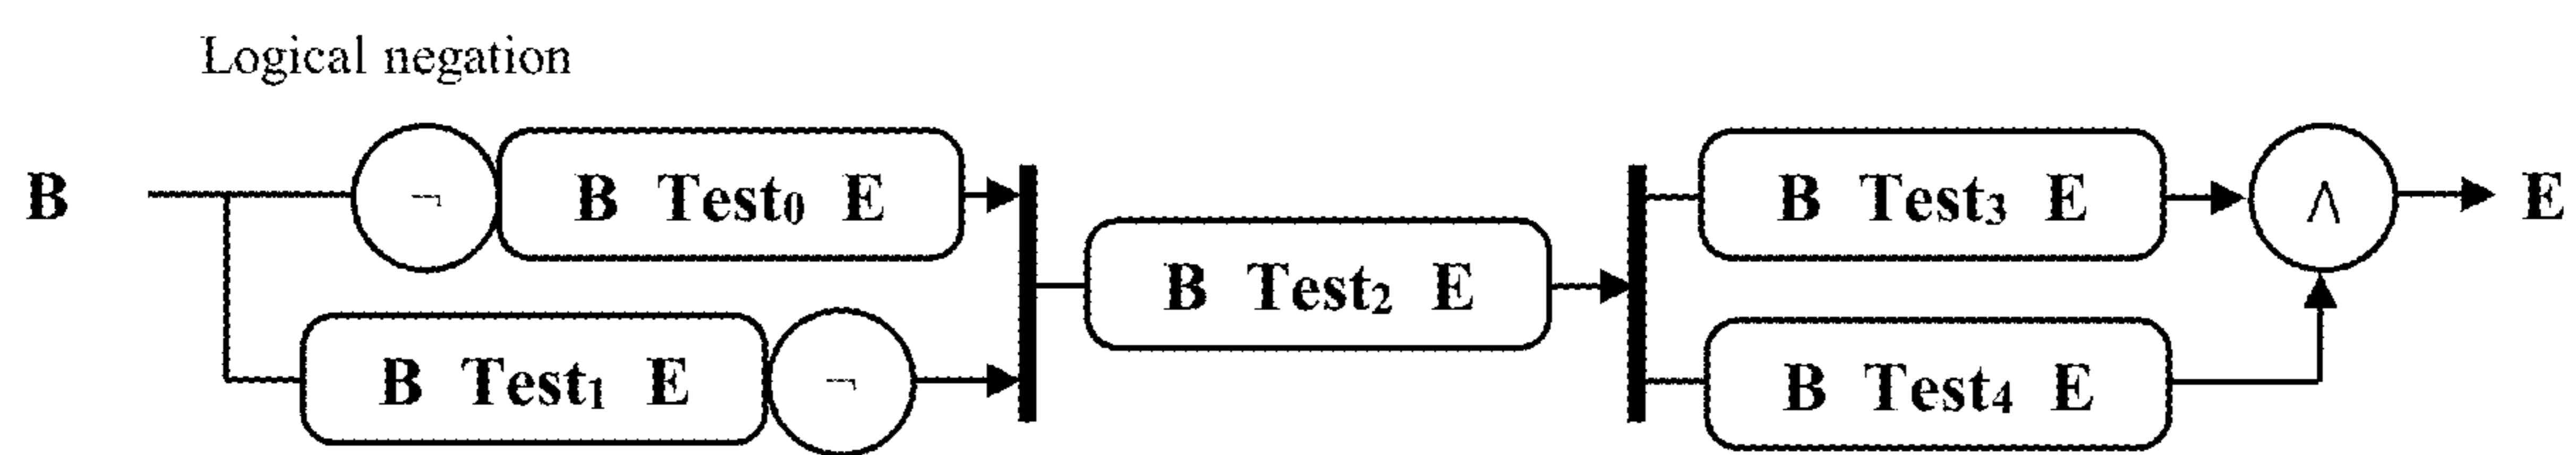 Logical negation
B ¬ B Test₀ E B Test₃ E ∧ E
B Test₂ E
B Test₁ E ¬ B Test₄ E